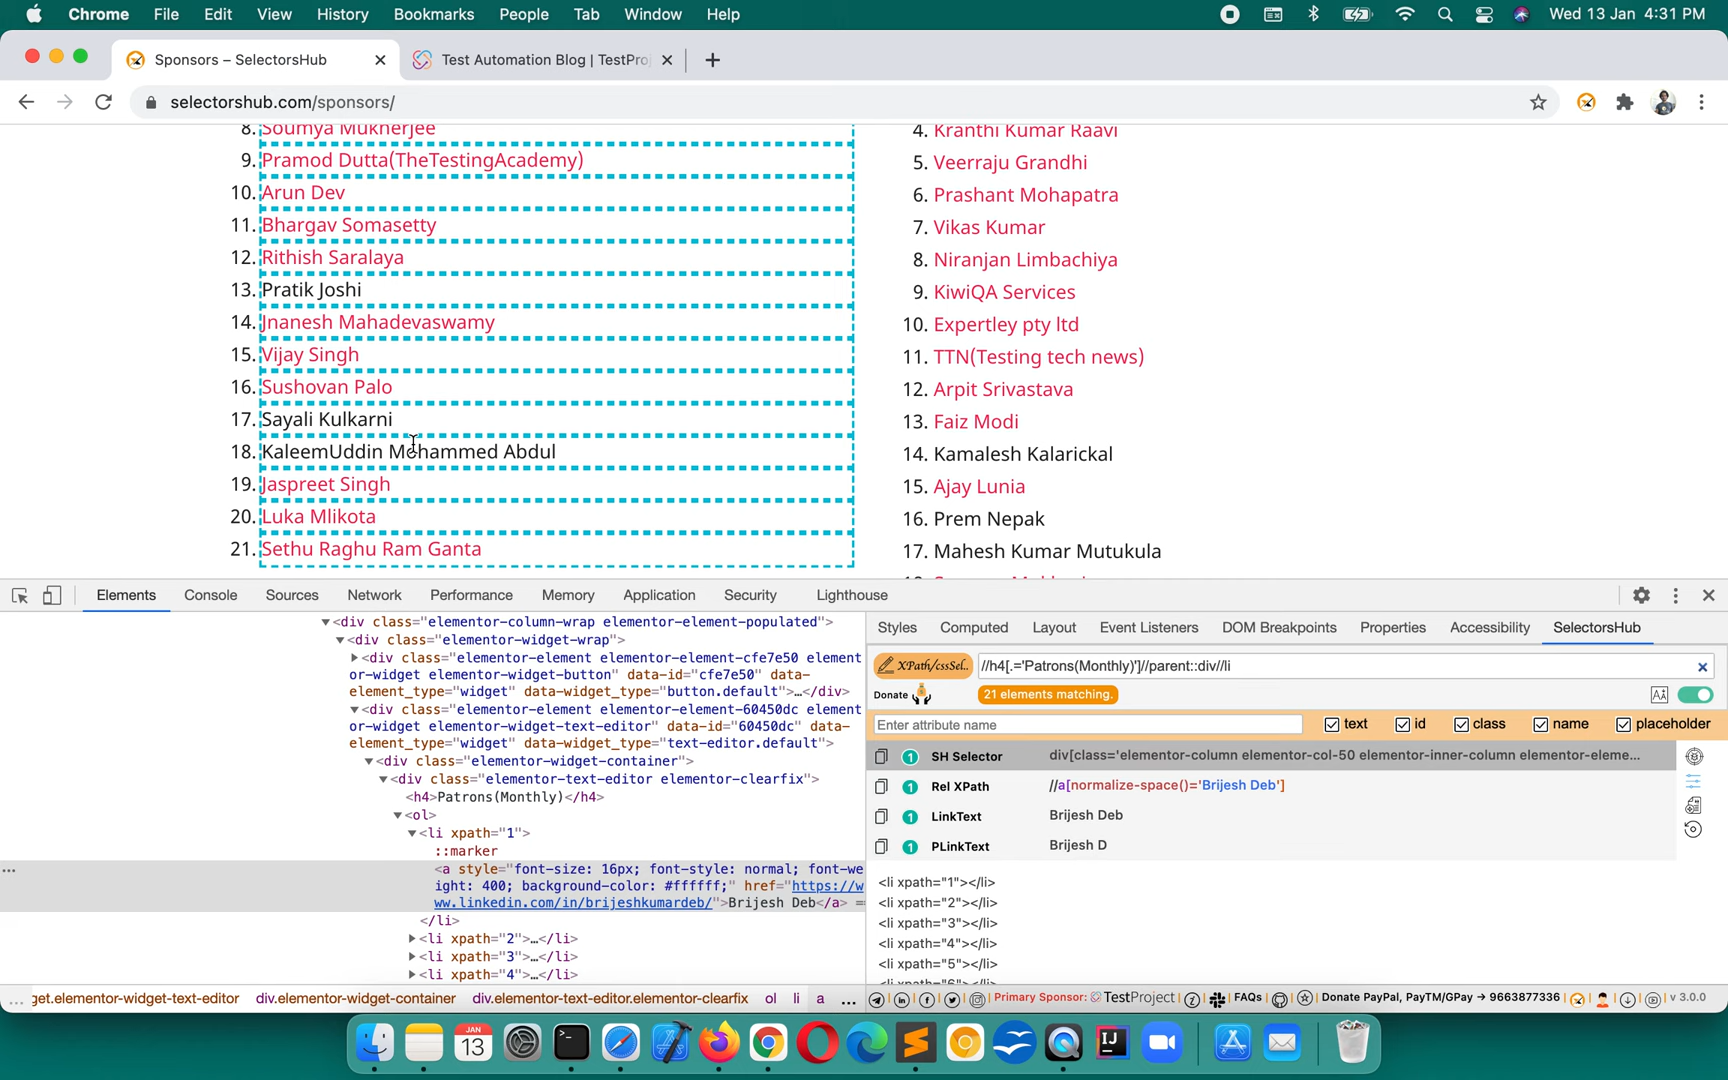 Chrome File Edit View History Bookmarks People Tab Window Help Wed 13 Jan 4:31 PM
Sponsors – SelectorsHub
Test Automation Blog | TestPro
selectorshub.com/sponsors/
8. Soumya Mukherjee
9. Pramod Dutta(TheTestingAcademy)
10. Arun Dev
11. Bhargav Somasetty
12. Rithish Saralaya
13. Pratik Joshi
14. Jnanesh Mahadevaswamy
15. Vijay Singh
16. Sushovan Palo
17. Sayali Kulkarni
18. KaleemUddin Mohammed Abdul
19. Jaspreet Singh
20. Luka Mlikota
21. Sethu Raghu Ram Ganta
4. Kranthi Kumar Raavi
5. Veerraju Grandhi
6. Prashant Mohapatra
7. Vikas Kumar
8. Niranjan Limbachiya
9. KiwiQA Services
10. Expertley pty ltd
11. TTN(Testing tech news)
12. Arpit Srivastava
13. Faiz Modi
14. Kamalesh Kalarickal
15. Ajay Lunia
16. Prem Nepak
17. Mahesh Kumar Mutukula
Elements Console Sources Network Performance Memory Application Security Lighthouse
<div class="elementor-column-wrap elementor-element-populated">
<div class="elementor-widget-wrap">
<div class="elementor-element elementor-element-cfe7e50 element
or-widget elementor-widget-button" data-id="cfe7e50" data-
element_type="widget" data-widget_type="button.default">…</div>
<div class="elementor-element elementor-element-60450dc element
or-widget elementor-widget-text-editor" data-id="60450dc" data-
element_type="widget" data-widget_type="text-editor.default">
<div class="elementor-widget-container">
<div class="elementor-text-editor elementor-clearfix">
<h4>Patrons(Monthly)</h4>
<ol>
<li xpath="1">
::marker
<a style="font-size: 16px; font-style: normal; font-we
ight: 400; background-color: #ffffff;" href="https://w
ww.linkedin.com/in/brijeshkumardeb/">Brijesh Deb</a> ==
</li>
<li xpath="2">…</li>
<li xpath="3">…</li>
<li xpath="4">…</li>
... get.elementor-widget-text-editor div.elementor-widget-container div.elementor-text-editor.elementor-clearfix ol li a ...
Styles Computed Layout Event Listeners DOM Breakpoints Properties Accessibility SelectorsHub
XPath/cssSel.. //h4[.='Patrons(Monthly)']//parent::div//li
Donate 21 elements matching.
Enter attribute name text id class name placeholder
1 SH Selector div[class='elementor-column elementor-col-50 elementor-inner-column elementor-eleme...
1 Rel XPath //a[normalize-space()='Brijesh Deb']
1 LinkText Brijesh Deb
1 PLinkText Brijesh D
<li xpath="1"></li>
<li xpath="2"></li>
<li xpath="3"></li>
<li xpath="4"></li>
<li xpath="5"></li>
Primary Sponsor: TestProject FAQs Donate PayPal, PayTM/GPay → 9663877336 v 3.0.0
JAN
13